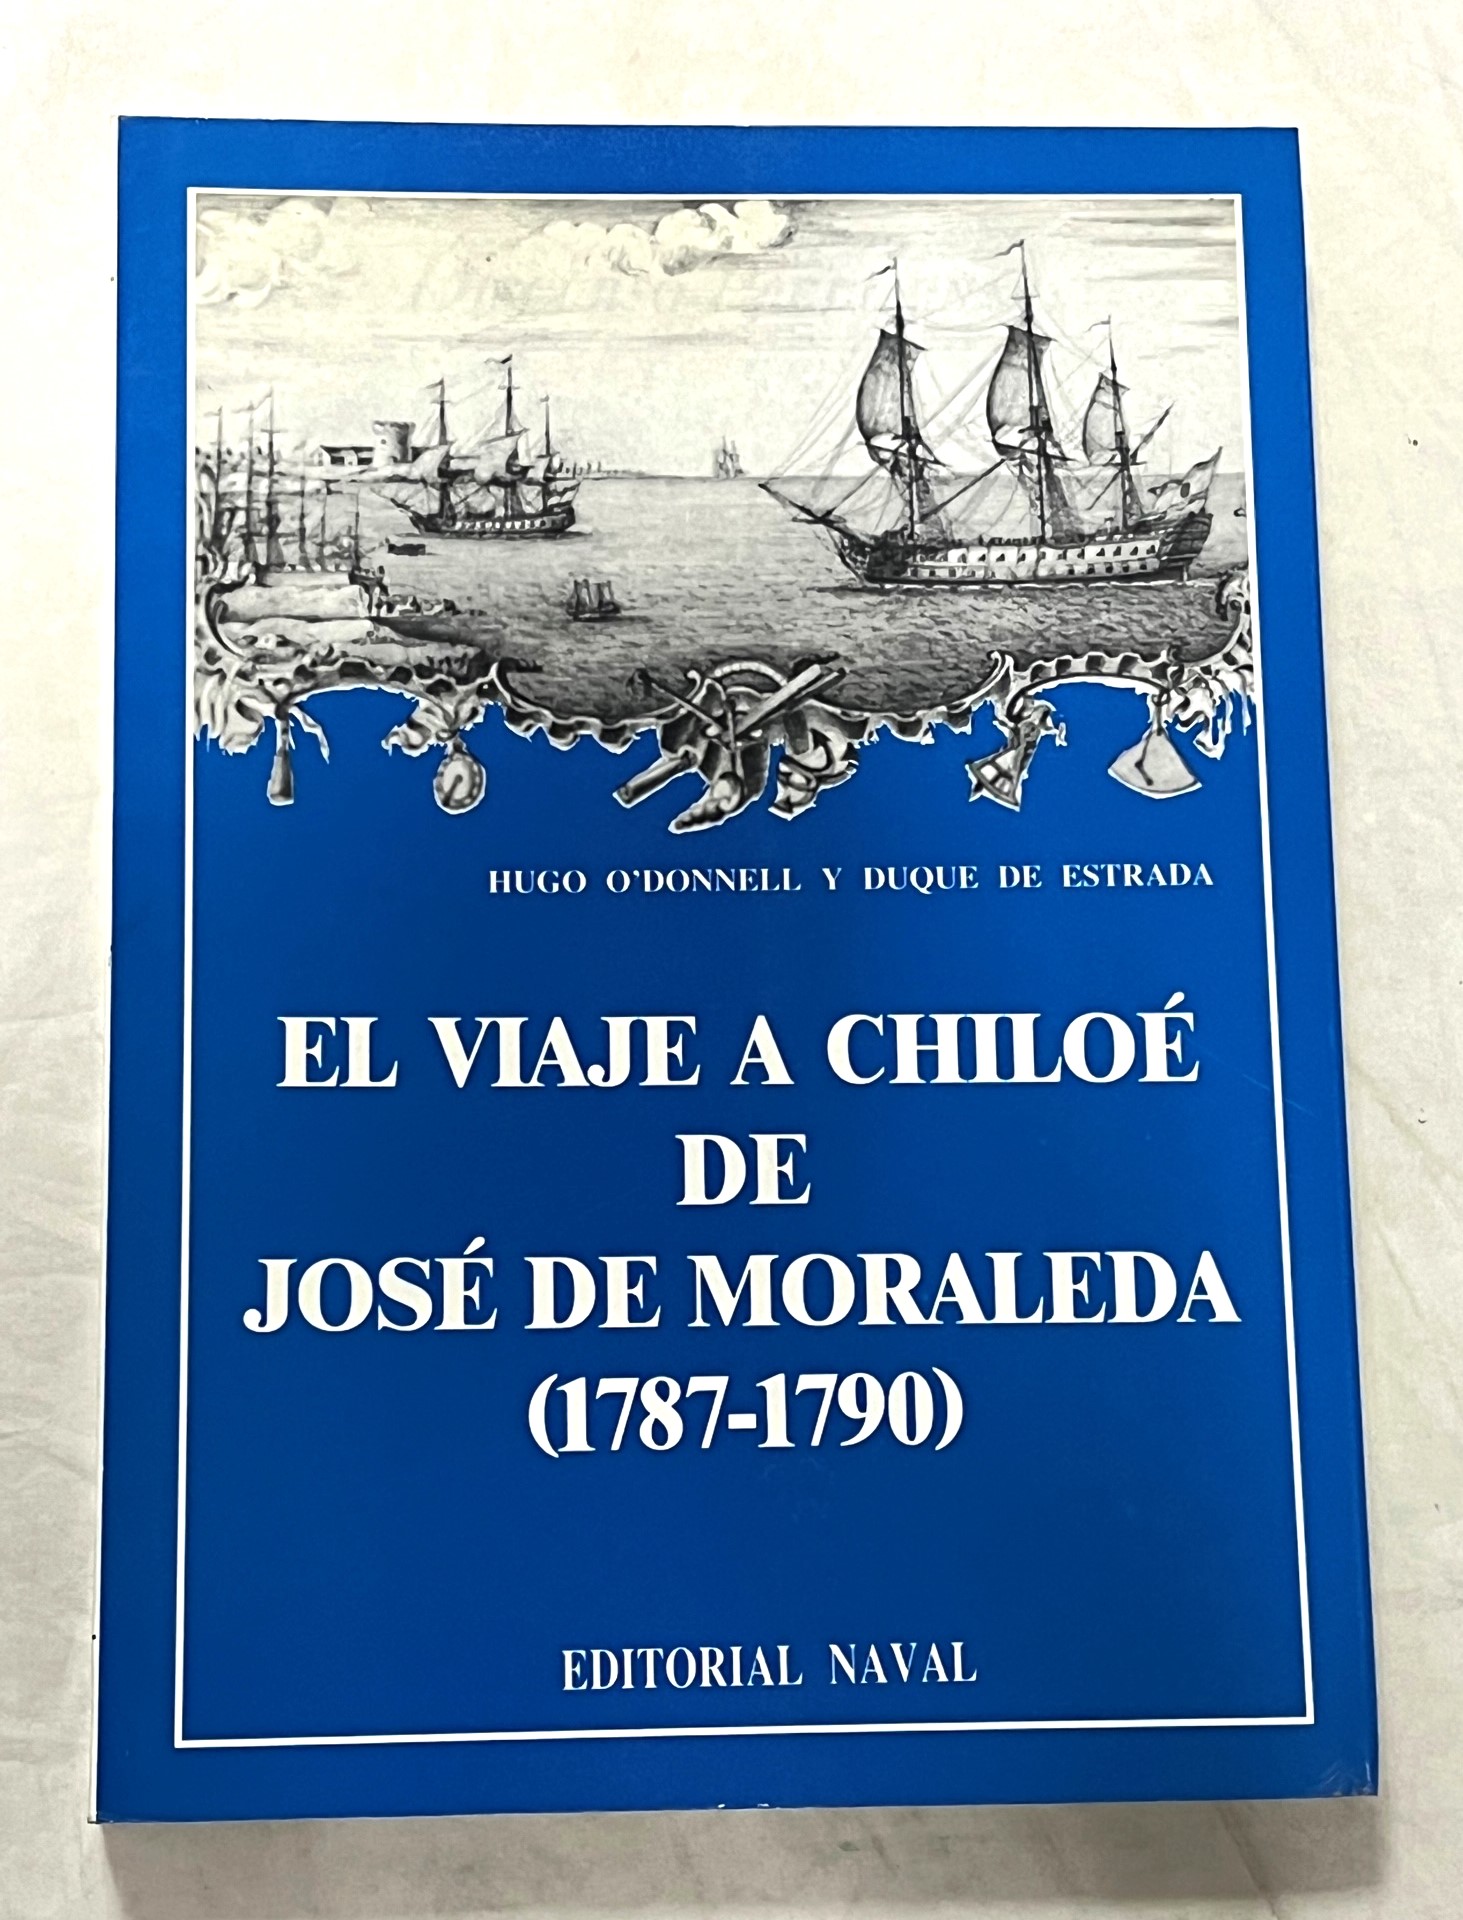 HUGO O'DONNELL Y DUQUE DE ESTRADA
EL VIAJE A CHILOÉ
DE
JOSÉ DE MORALEDA
(1787-1790)
EDITORIAL NAVAL